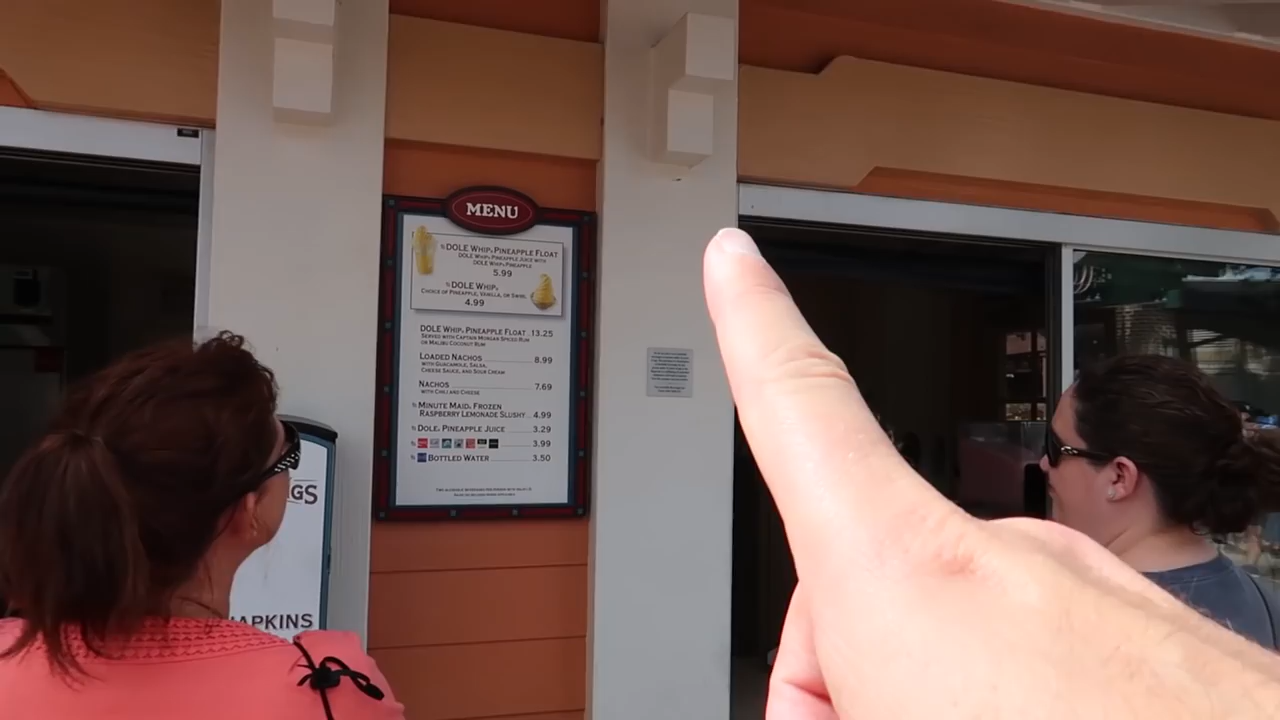 MENU
DOLE WHIP® PINEAPPLE FLOAT
DOLE WHIP® PINEAPPLE JUICE WITH
DOLE WHIP® PINEAPPLE
5.99
DOLE WHIP®
CHOICE OF PINEAPPLE, VANILLA, OR SWIRL
4.99
DOLE WHIP® PINEAPPLE FLOAT 13.25
SERVED WITH CAPTAIN MORGAN SPICED RUM
OR MALIBU COCONUT RUM
LOADED NACHOS 8.99
WITH GUACAMOLE, SALSA,
CHEESE SAUCE, AND SOUR CREAM
NACHOS 7.69
WITH CHILI AND CHEESE
MINUTE MAID® FROZEN
RASPBERRY LEMONADE SLUSHY 4.99
DOLE® PINEAPPLE JUICE 3.29
3.99
BOTTLED WATER 3.50
GS
APKINS